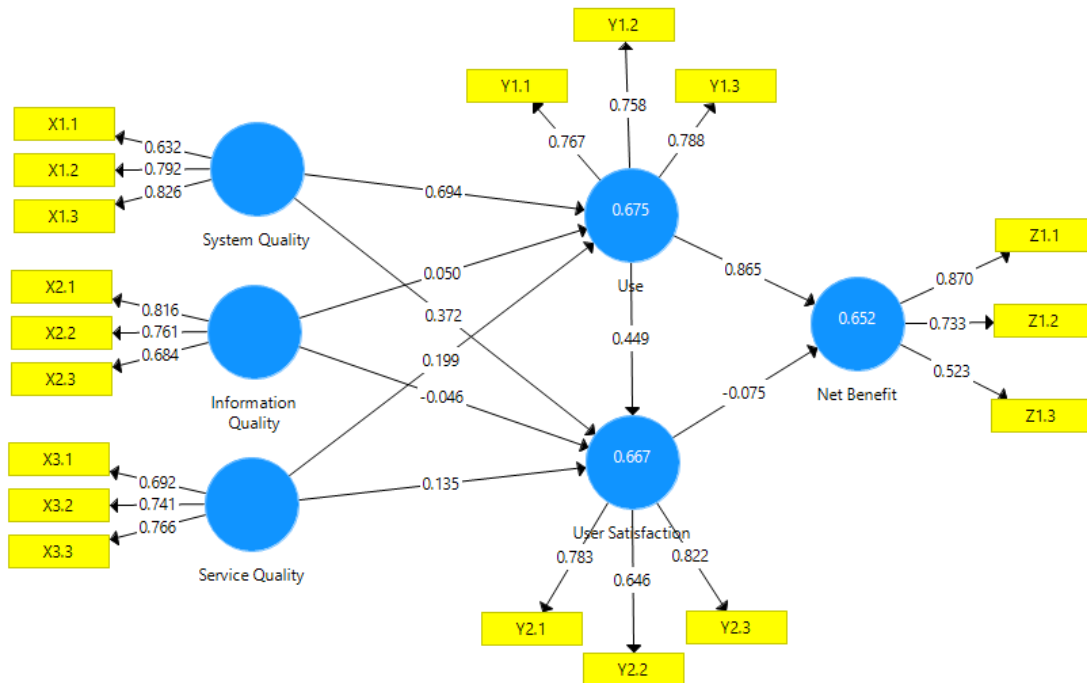 Y1.2
Y1.1
Y1.3
0.758
0.767
0.788
X1.1
X1.2
X1.3
0.632
0.792
0.826
System Quality
0.694
0.675
Use
X2.1
X2.2
X2.3
0.816
0.761
0.684
Information
Quality
0.050
0.372
0.199
-0.046
0.865
0.449
0.652
Net Benefit
-0.075
0.870
0.733
0.523
Z1.1
Z1.2
Z1.3
X3.1
X3.2
X3.3
0.692
0.741
0.766
Service Quality
0.135
0.667
User Satisfaction
0.783
0.646
0.822
Y2.1
Y2.2
Y2.3